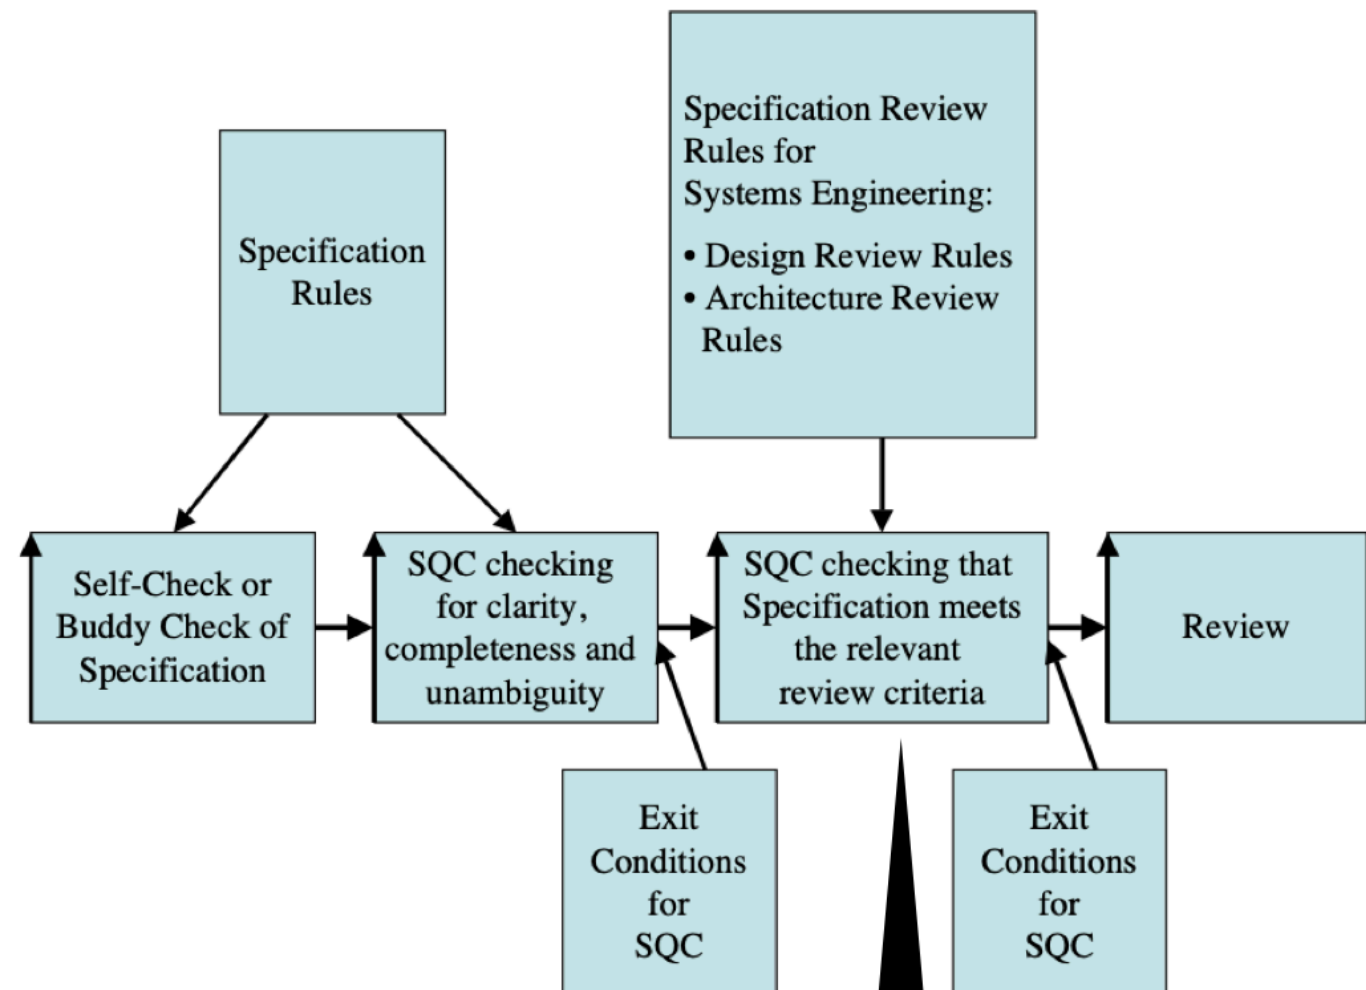 Specification Review
Rules for
Systems Engineering:
• Design Review Rules
• Architecture Review
Rules
Specification
Rules
Self-Check or
Buddy Check of
Specification
SQC checking
for clarity,
completeness and
unambiguity
SQC checking that
Specification meets
the relevant
review criteria
Review
Exit
Conditions
for
SQC
Exit
Conditions
for
SQC